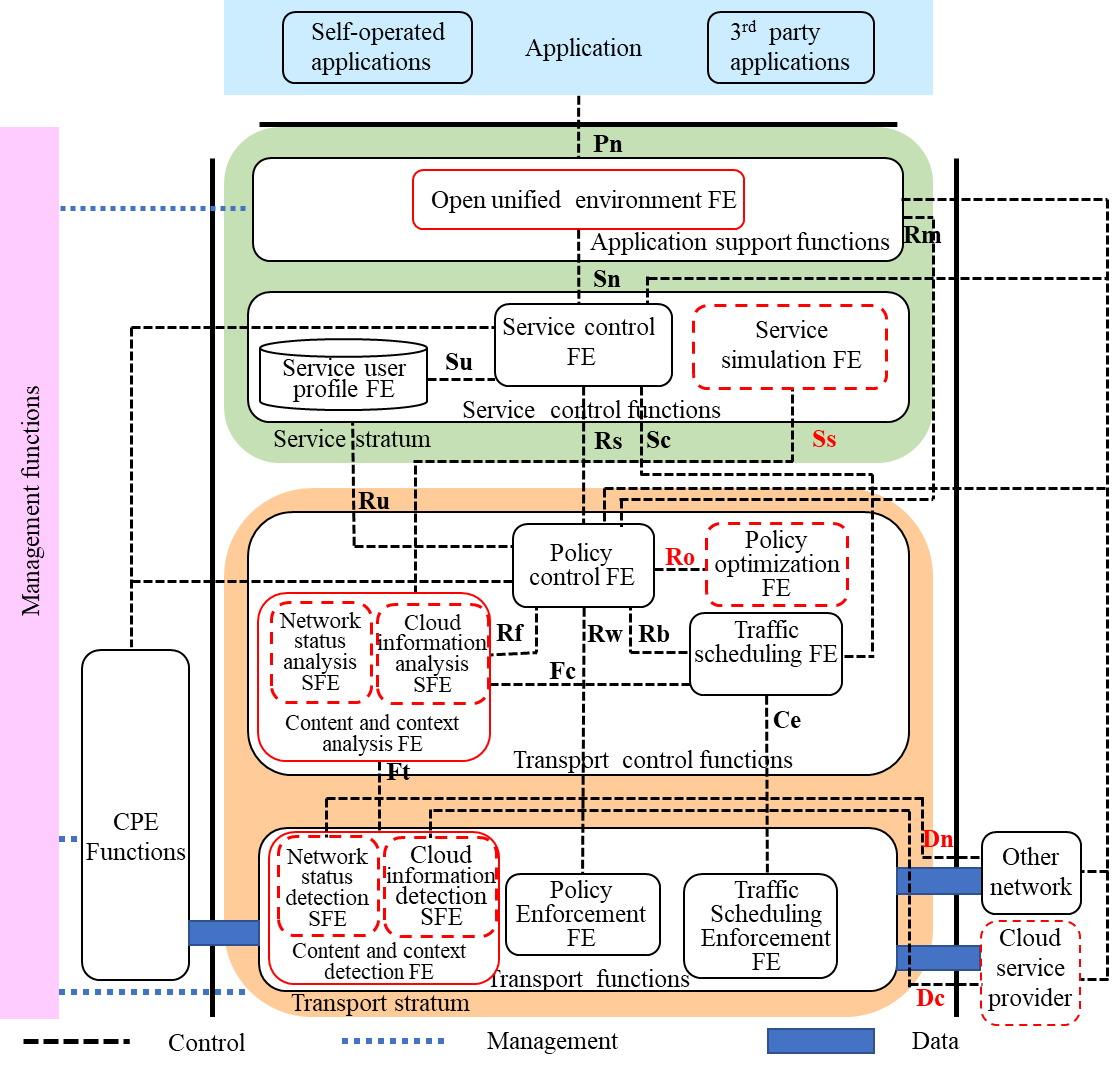 Self-operated
applications
Application
3rd party
applications
Pn
Open unified environment FE
Application support functions
Rm
Sn
Service control
FE
Service
simulation FE
Service user
profile FE
Su
Service control functions
Service stratum
Rs
Sc
Ss
Management functions
Ru
Policy
control FE
Ro
Policy
optimization
FE
Network
status
analysis
SFE
Cloud
information
analysis
SFE
Rf
Rw
Rb
Traffic
scheduling FE
Fc
Content and context
analysis FE
Ce
Transport control functions
Ft
CPE
Functions
Dn
Network
status
detection
SFE
Cloud
information
detection
SFE
Policy
Enforcement
FE
Traffic
Scheduling
Enforcement
FE
Other
network
Content and context
detection FE
Transport functions
Cloud
service
provider
Dc
Transport stratum
Control
Management
Data